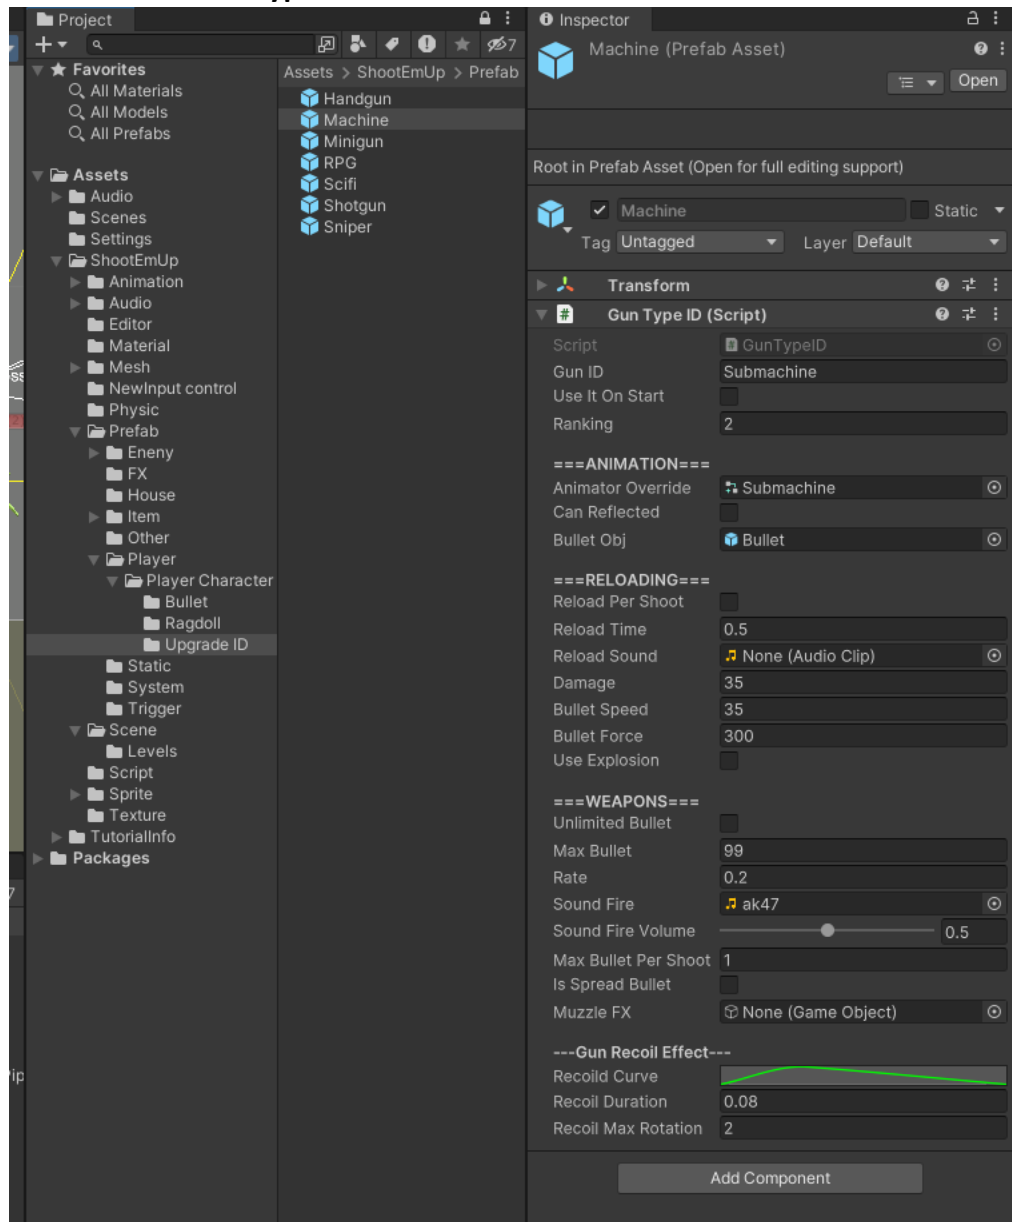 Project
7
Favorites
All Materials
All Models
All Prefabs
Assets
Audio
Scenes
Settings
ShootEmUp
Animation
Audio
Editor
Material
Mesh
NewInput control
Physic
Prefab
Eneny
FX
House
Item
Other
Player
Player Character
Bullet
Ragdoll
Upgrade ID
Static
System
Trigger
Scene
Levels
Script
Sprite
Texture
TutorialInfo
Packages
Assets > ShootEmUp > Prefab
Handgun
Machine
Minigun
RPG
Scifi
Shotgun
Sniper
Inspector
Machine (Prefab Asset)
Open
Root in Prefab Asset (Open for full editing support)
Machine Static
Tag Untagged Layer Default
Transform
# Gun Type ID (Script)
Script # GunTypeID
Gun ID Submachine
Use It On Start
Ranking 2
===ANIMATION===
Animator Override Submachine
Can Reflected
Bullet Obj Bullet
===RELOADING===
Reload Per Shoot
Reload Time 0.5
Reload Sound None (Audio Clip)
Damage 35
Bullet Speed 35
Bullet Force 300
Use Explosion
===WEAPONS===
Unlimited Bullet
Max Bullet 99
Rate 0.2
Sound Fire ak47
Sound Fire Volume 0.5
Max Bullet Per Shoot 1
Is Spread Bullet
Muzzle FX None (Game Object)
---Gun Recoil Effect---
Recoild Curve
Recoil Duration 0.08
Recoil Max Rotation 2
Add Component